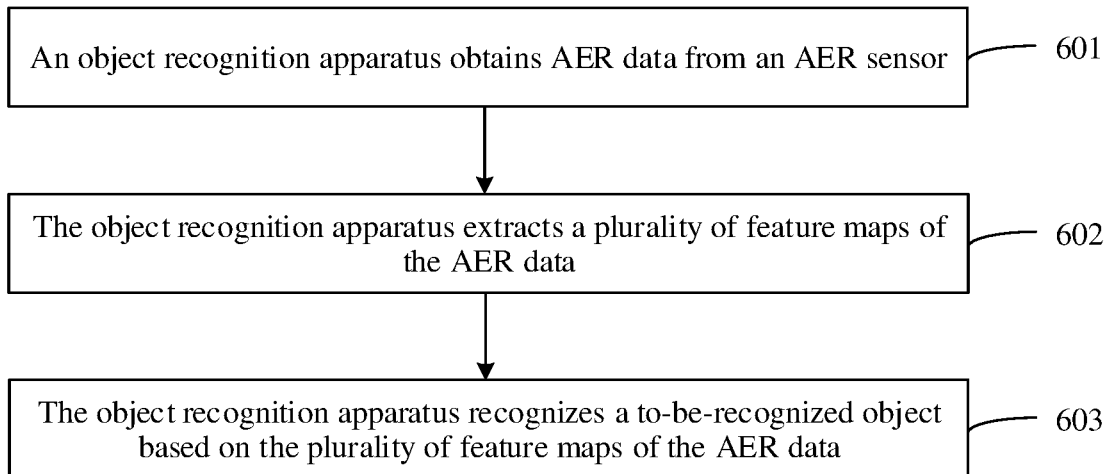 An object recognition apparatus obtains AER data from an AER sensor
601
The object recognition apparatus extracts a plurality of feature maps of
the AER data
602
The object recognition apparatus recognizes a to-be-recognized object
based on the plurality of feature maps of the AER data
603